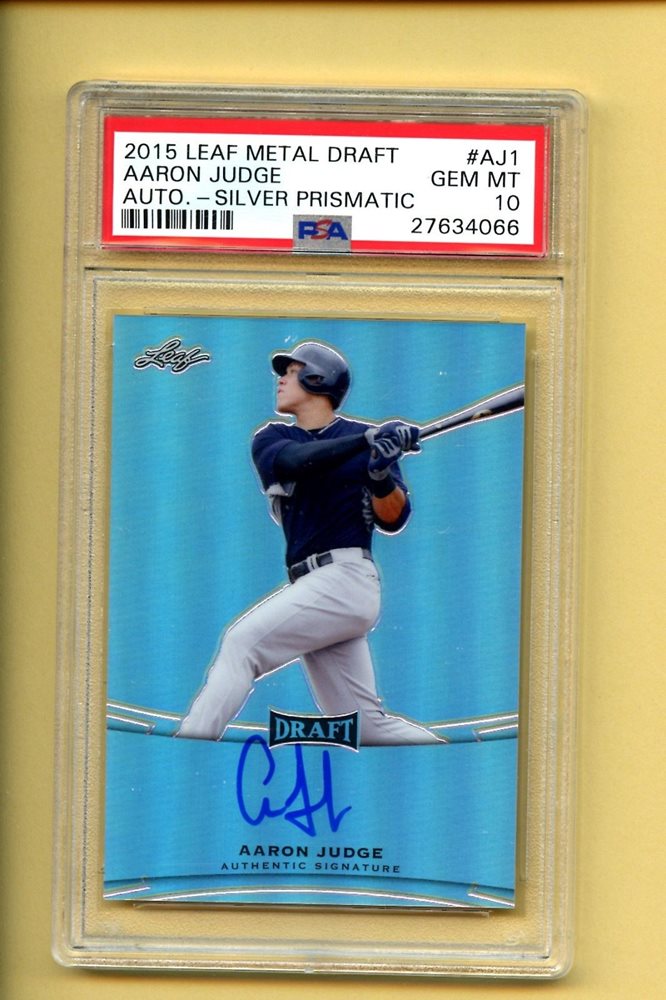 2015 LEAF METAL DRAFT #AJ1
AARON JUDGE GEM MT
AUTO. – SILVER PRISMATIC 10
PSA 27634066
Leaf
DRAFT
AARON JUDGE
AUTHENTIC SIGNATURE